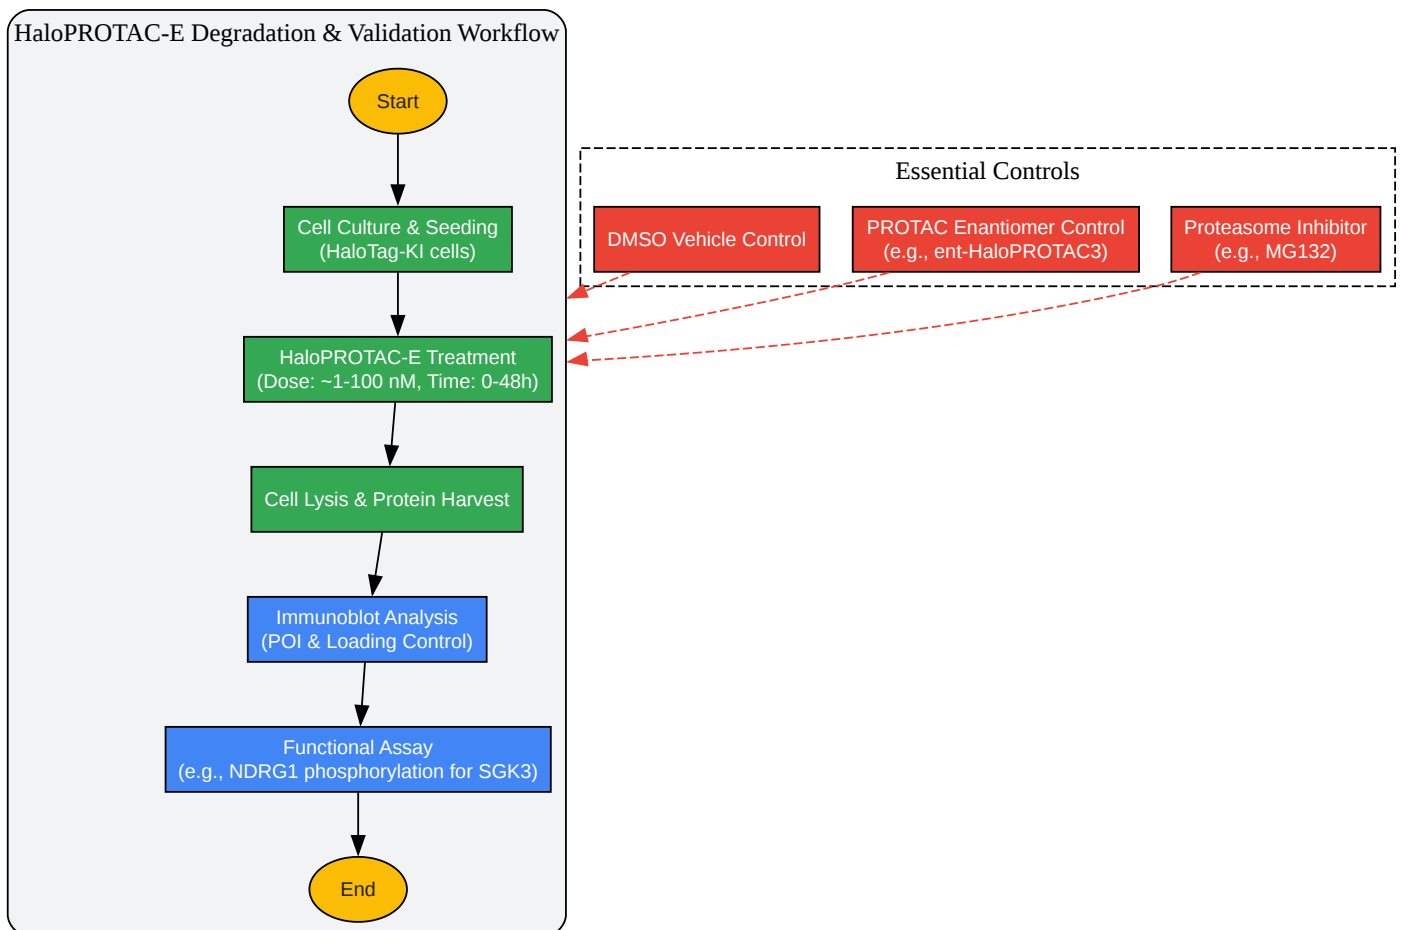 HaloPROTAC-E Degradation & Validation Workflow
Start
Cell Culture & Seeding
(HaloTag-KI cells)
HaloPROTAC-E Treatment
(Dose: ~1-100 nM, Time: 0-48h)
Cell Lysis & Protein Harvest
Immunoblot Analysis
(POI & Loading Control)
Functional Assay
(e.g., NDRG1 phosphorylation for SGK3)
End
Essential Controls
DMSO Vehicle Control
PROTAC Enantiomer Control
(e.g., ent-HaloPROTAC3)
Proteasome Inhibitor
(e.g., MG132)